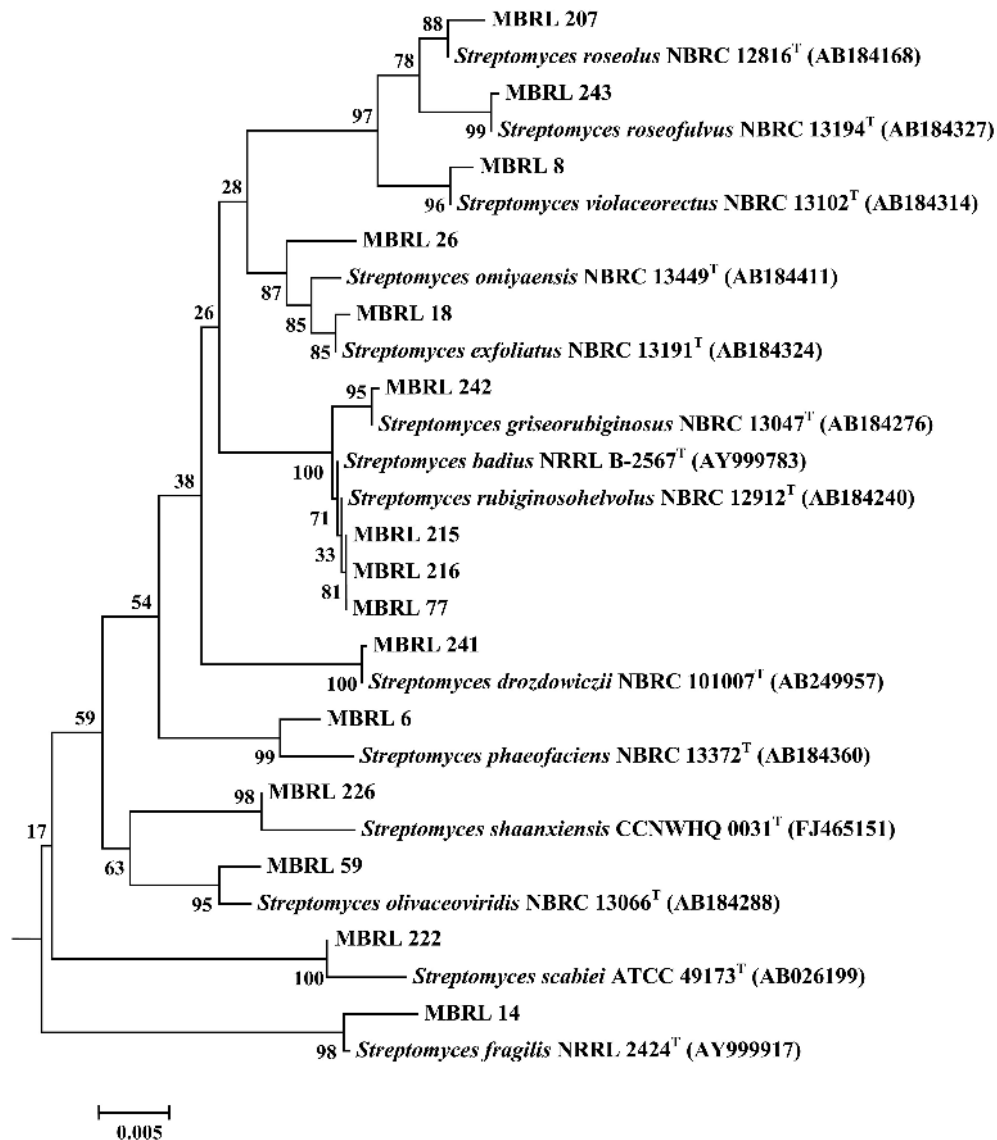 MBRL 207
88
Streptomyces roseolus NBRC 12816ᵀ (AB184168)
78
MBRL 243
97
99 Streptomyces roseofulvus NBRC 13194ᵀ (AB184327)
MBRL 8
28
96 Streptomyces violaceorectus NBRC 13102ᵀ (AB184314)
MBRL 26
87
Streptomyces omiyaensis NBRC 13449ᵀ (AB184411)
26
85
MBRL 18
85 Streptomyces exfoliatus NBRC 13191ᵀ (AB184324)
95 MBRL 242
Streptomyces griseorubiginosus NBRC 13047ᵀ (AB184276)
100 Streptomyces badius NRRL B-2567ᵀ (AY999783)
38
Streptomyces rubiginosohelvolus NBRC 12912ᵀ (AB184240)
71
MBRL 215
33
MBRL 216
81
MBRL 77
54
MBRL 241
100 Streptomyces drozdowiczii NBRC 101007ᵀ (AB249957)
59
MBRL 6
99 Streptomyces phaeofaciens NBRC 13372ᵀ (AB184360)
98 MBRL 226
17
Streptomyces shaanxiensis CCNWHQ 0031ᵀ (FJ465151)
63
MBRL 59
95 Streptomyces olivaceoviridis NBRC 13066ᵀ (AB184288)
MBRL 222
100 Streptomyces scabiei ATCC 49173ᵀ (AB026199)
MBRL 14
98 Streptomyces fragilis NRRL 2424ᵀ (AY999917)
0.005